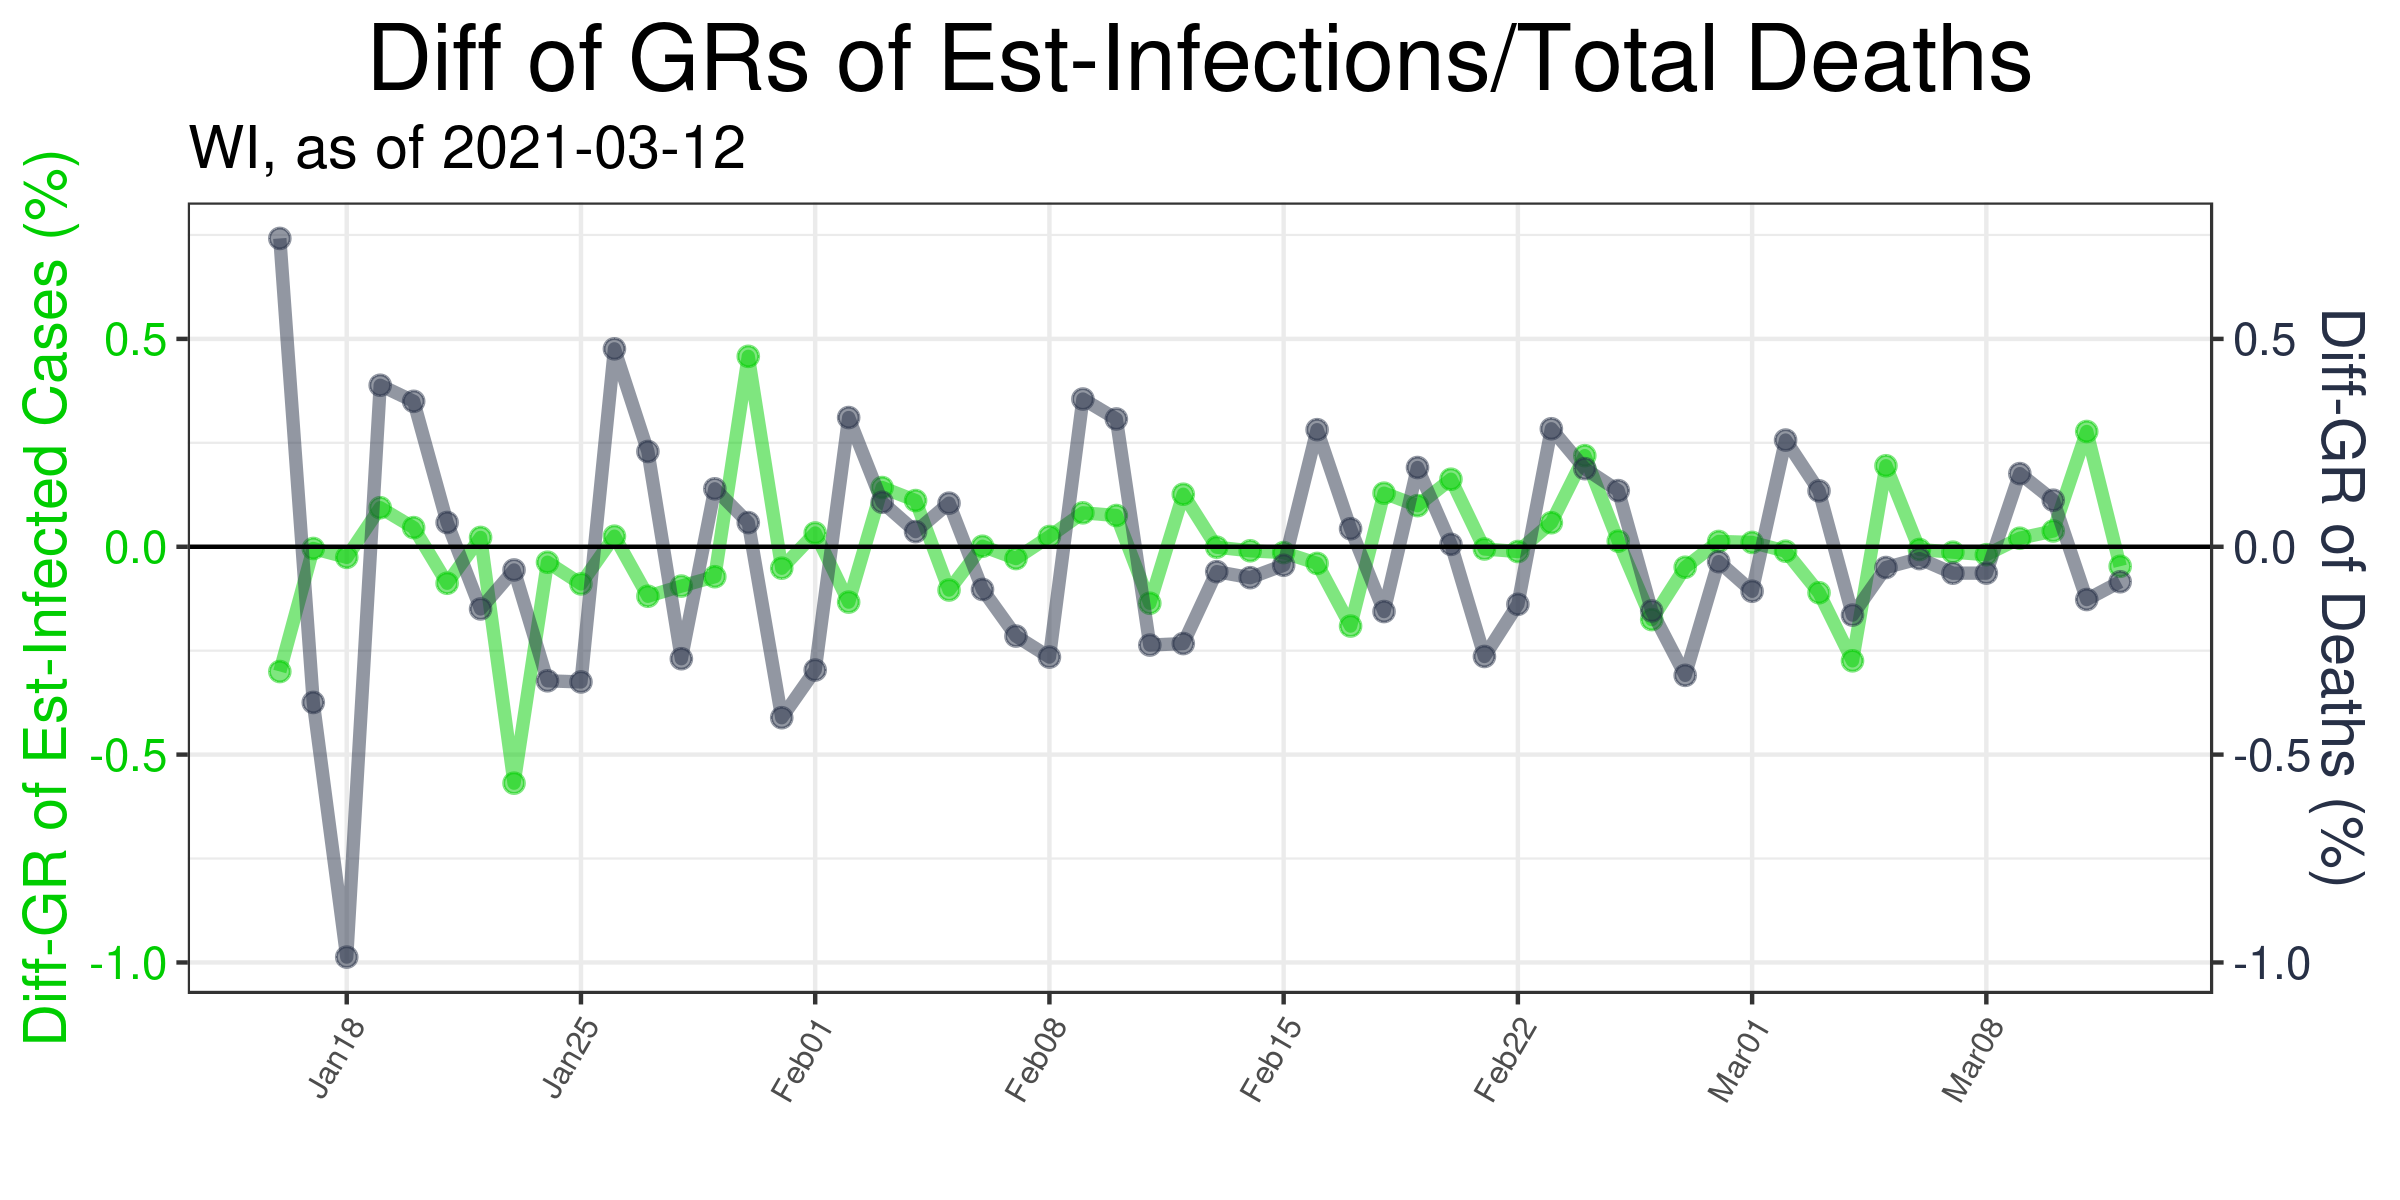 Diff of GRs of Est-Infections/Total Deaths
WI, as of 2021-03-12
Diff-GR of Est-Infected Cases (%)
0.5
0.0
-0.5
-1.0
0.5
0.0
-0.5
-1.0
Diff-GR of Deaths (%)
Jan18
Jan25
Feb01
Feb08
Feb15
Feb22
Mar01
Mar08